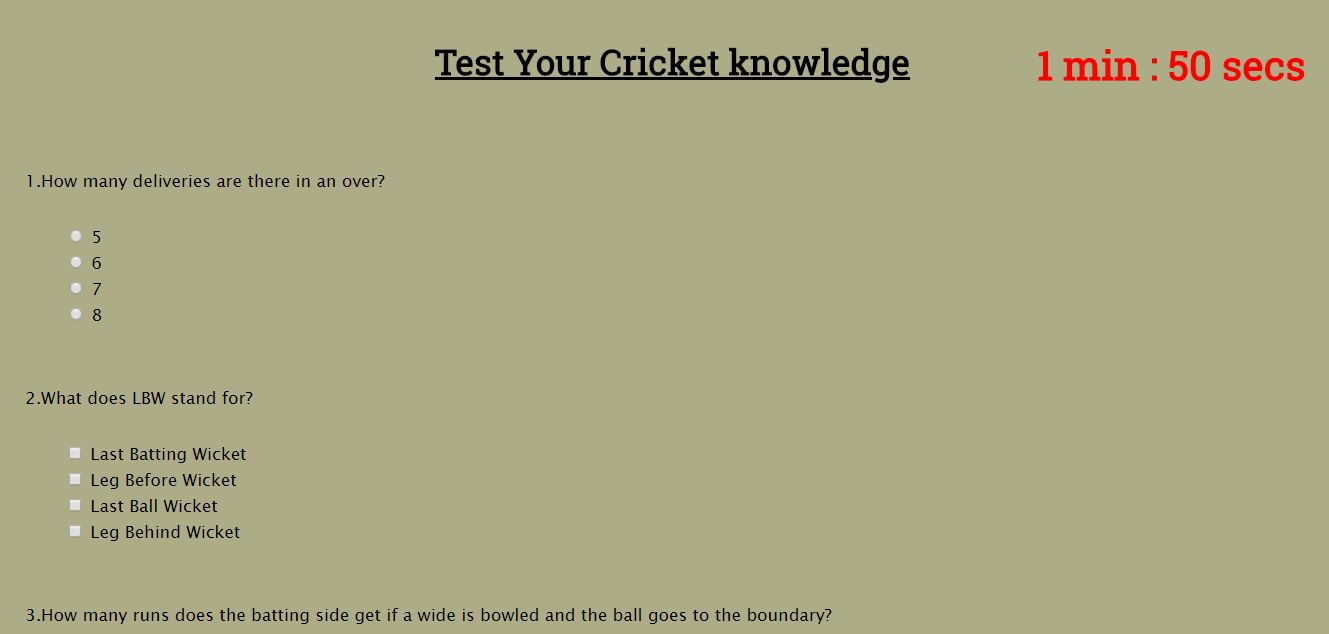 Test Your Cricket knowledge
1 min : 50 secs
1.How many deliveries are there in an over?
5
6
7
8
2.What does LBW stand for?
Last Batting Wicket
Leg Before Wicket
Last Ball Wicket
Leg Behind Wicket
3.How many runs does the batting side get if a wide is bowled and the ball goes to the boundary?